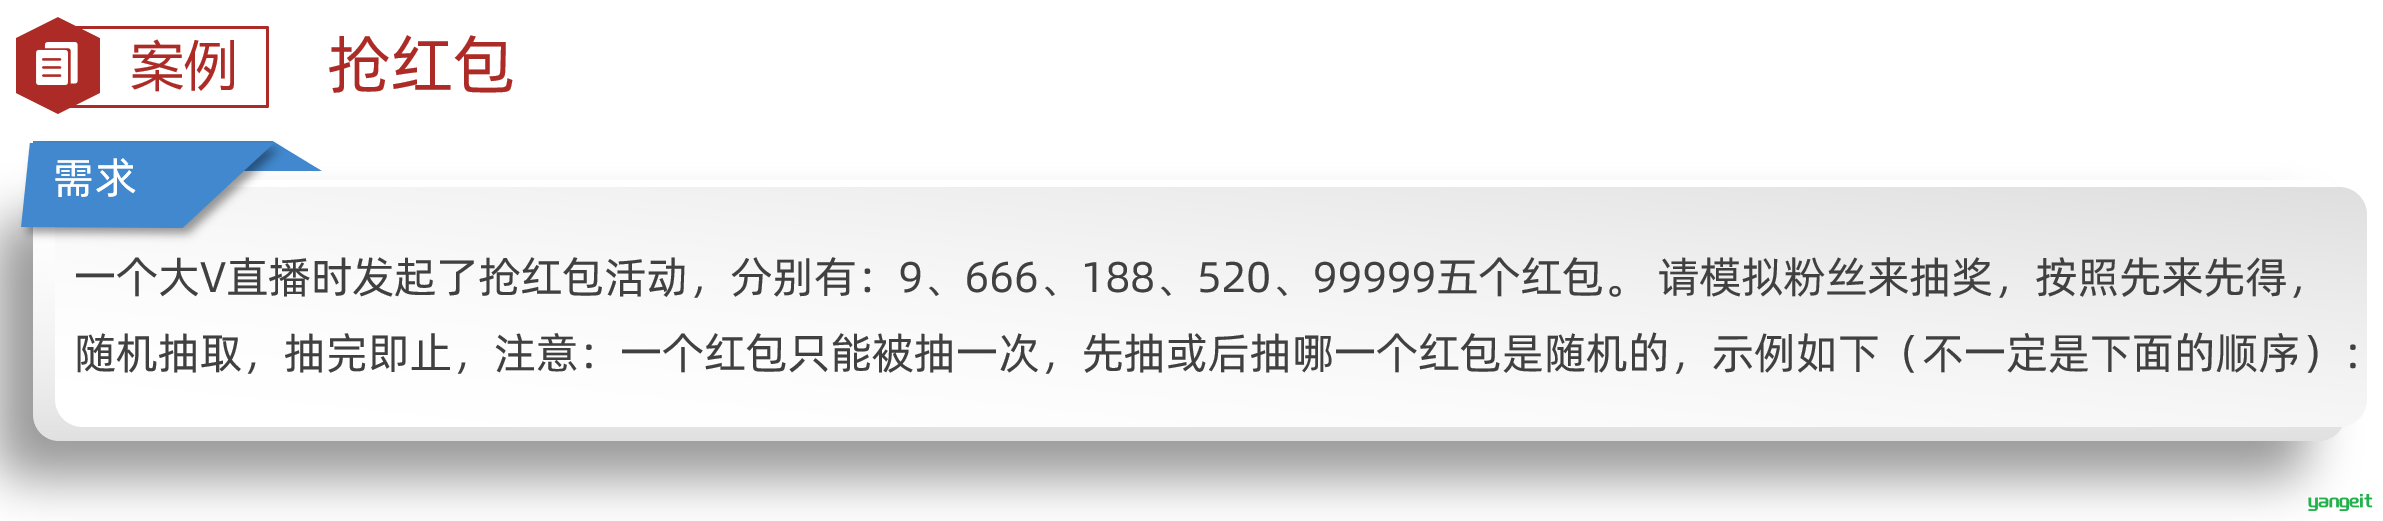 案例
抢红包
需求
一个大V直播时发起了抢红包活动，分别有：9、666、188、520、99999五个红包。 请模拟粉丝来抽奖，按照先来先得，
随机抽取，抽完即止，注意：一个红包只能被抽一次，先抽或后抽哪一个红包是随机的，示例如下（不一定是下面的顺序）：
yangeit